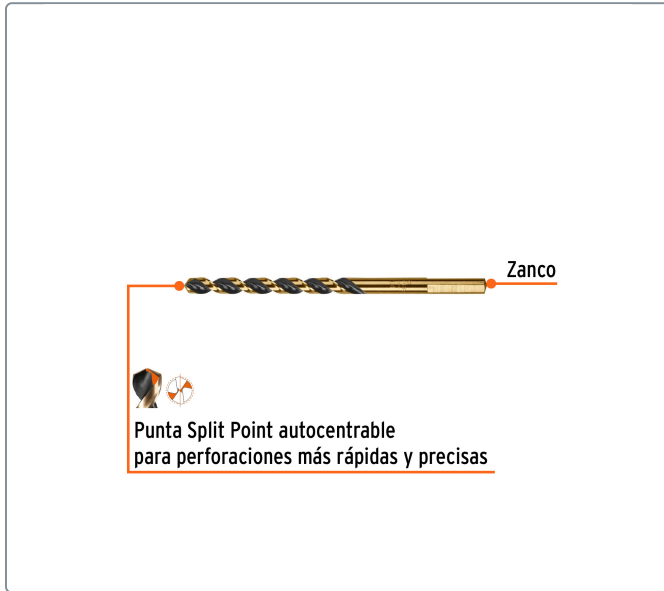 Zanco
Punta Split Point autocentrable
para perforaciones más rápidas y precisas